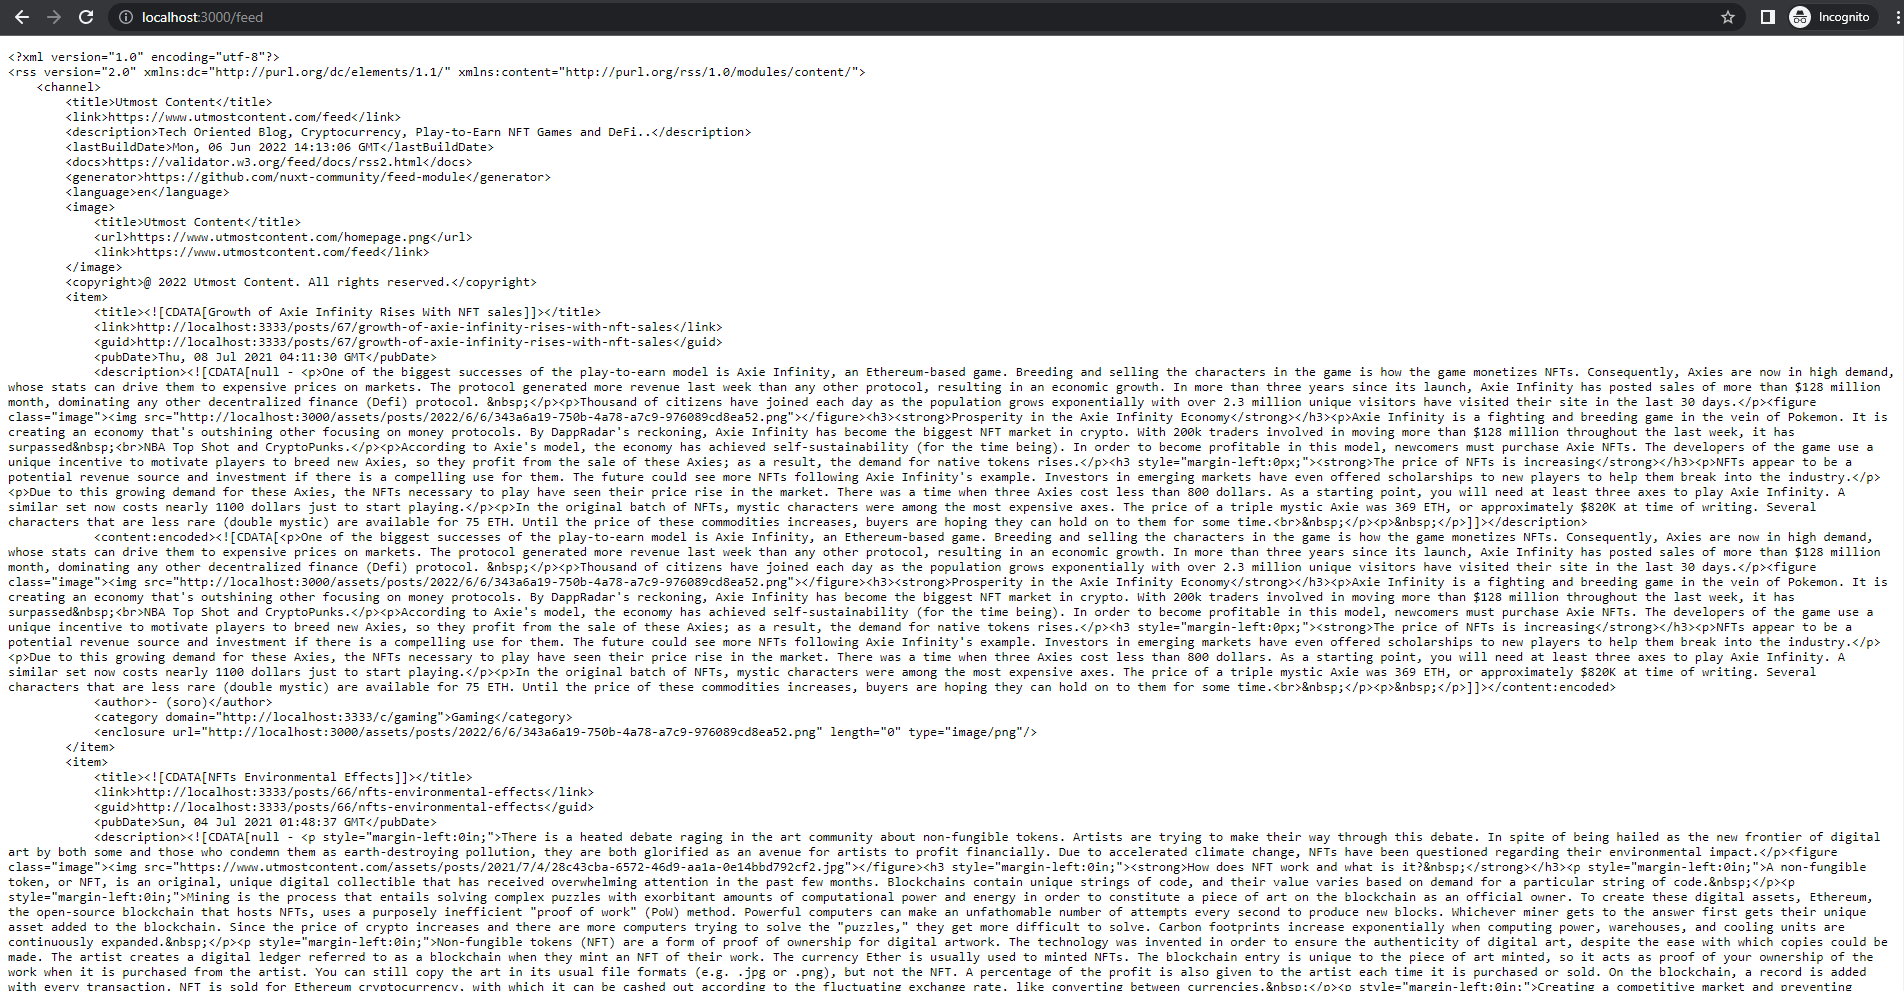 localhost:3000/feed
Incognito
<?xml version="1.0" encoding="utf-8"?>
<rss version="2.0" xmlns:dc="http://purl.org/dc/elements/1.1/" xmlns:content="http://purl.org/rss/1.0/modules/content/">
<channel>
<title>Utmost Content</title>
<link>https://www.utmostcontent.com/feed</link>
<description>Tech Oriented Blog, Cryptocurrency, Play-to-Earn NFT Games and DeFi..</description>
<lastBuildDate>Mon, 06 Jun 2022 14:13:06 GMT</lastBuildDate>
<docs>https://validator.w3.org/feed/docs/rss2.html</docs>
<generator>https://github.com/nuxt-community/feed-module</generator>
<language>en</language>
<image>
<title>Utmost Content</title>
<url>https://www.utmostcontent.com/homepage.png</url>
<link>https://www.utmostcontent.com/feed</link>
</image>
<copyright>@ 2022 Utmost Content. All rights reserved.</copyright>
<item>
<title><![CDATA[Growth of Axie Infinity Rises With NFT sales]]></title>
<link>http://localhost:3333/posts/67/growth-of-axie-infinity-rises-with-nft-sales</link>
<guid>http://localhost:3333/posts/67/growth-of-axie-infinity-rises-with-nft-sales</guid>
<pubDate>Thu, 08 Jul 2021 04:11:30 GMT</pubDate>
<description><![CDATA[null - <p>One of the biggest successes of the play-to-earn model is Axie Infinity, an Ethereum-based game. Breeding and selling the characters in the game is how the game monetizes NFTs. Consequently, Axies are now in high demand,
whose stats can drive them to expensive prices on markets. The protocol generated more revenue last week than any other protocol, resulting in an economic growth. In more than three years since its launch, Axie Infinity has posted sales of more than $128 million
month, dominating any other decentralized finance (Defi) protocol. &nbsp;</p><p>Thousand of citizens have joined each day as the population grows exponentially with over 2.3 million unique visitors have visited their site in the last 30 days.</p><figure
class="image"><img src="http://localhost:3000/assets/posts/2022/6/6/343a6a19-750b-4a78-a7c9-976089cd8ea52.png"></figure><h3><strong>Prosperity in the Axie Infinity Economy</strong></h3><p>Axie Infinity is a fighting and breeding game in the vein of Pokemon. It is
creating an economy that's outshining other focusing on money protocols. By DappRadar's reckoning, Axie Infinity has become the biggest NFT market in crypto. With 200k traders involved in moving more than $128 million throughout the last week, it has
surpassed&nbsp;<br>NBA Top Shot and CryptoPunks.</p><p>According to Axie's model, the economy has achieved self-sustainability (for the time being). In order to become profitable in this model, newcomers must purchase Axie NFTs. The developers of the game use a
unique incentive to motivate players to breed new Axies, so they profit from the sale of these Axies; as a result, the demand for native tokens rises.</p><h3 style="margin-left:0px;"><strong>The price of NFTs is increasing</strong></h3><p>NFTs appear to be a
potential revenue source and investment if there is a compelling use for them. The future could see more NFTs following Axie Infinity's example. Investors in emerging markets have even offered scholarships to new players to help them break into the industry.</p>
<p>Due to this growing demand for these Axies, the NFTs necessary to play have seen their price rise in the market. There was a time when three Axies cost less than 800 dollars. As a starting point, you will need at least three axes to play Axie Infinity. A
similar set now costs nearly 1100 dollars just to start playing.</p><p>In the original batch of NFTs, mystic characters were among the most expensive axes. The price of a triple mystic Axie was 369 ETH, or approximately $820K at time of writing. Several
characters that are less rare (double mystic) are available for 75 ETH. Until the price of these commodities increases, buyers are hoping they can hold on to them for some time.<br>&nbsp;</p><p>&nbsp;</p>]]></description>
<content:encoded><![CDATA[<p>One of the biggest successes of the play-to-earn model is Axie Infinity, an Ethereum-based game. Breeding and selling the characters in the game is how the game monetizes NFTs. Consequently, Axies are now in high demand,
whose stats can drive them to expensive prices on markets. The protocol generated more revenue last week than any other protocol, resulting in an economic growth. In more than three years since its launch, Axie Infinity has posted sales of more than $128 million
month, dominating any other decentralized finance (Defi) protocol. &nbsp;</p><p>Thousand of citizens have joined each day as the population grows exponentially with over 2.3 million unique visitors have visited their site in the last 30 days.</p><figure
class="image"><img src="http://localhost:3000/assets/posts/2022/6/6/343a6a19-750b-4a78-a7c9-976089cd8ea52.png"></figure><h3><strong>Prosperity in the Axie Infinity Economy</strong></h3><p>Axie Infinity is a fighting and breeding game in the vein of Pokemon. It is
creating an economy that's outshining other focusing on money protocols. By DappRadar's reckoning, Axie Infinity has become the biggest NFT market in crypto. With 200k traders involved in moving more than $128 million throughout the last week, it has
surpassed&nbsp;<br>NBA Top Shot and CryptoPunks.</p><p>According to Axie's model, the economy has achieved self-sustainability (for the time being). In order to become profitable in this model, newcomers must purchase Axie NFTs. The developers of the game use a
unique incentive to motivate players to breed new Axies, so they profit from the sale of these Axies; as a result, the demand for native tokens rises.</p><h3 style="margin-left:0px;"><strong>The price of NFTs is increasing</strong></h3><p>NFTs appear to be a
potential revenue source and investment if there is a compelling use for them. The future could see more NFTs following Axie Infinity's example. Investors in emerging markets have even offered scholarships to new players to help them break into the industry.</p>
<p>Due to this growing demand for these Axies, the NFTs necessary to play have seen their price rise in the market. There was a time when three Axies cost less than 800 dollars. As a starting point, you will need at least three axes to play Axie Infinity. A
similar set now costs nearly 1100 dollars just to start playing.</p><p>In the original batch of NFTs, mystic characters were among the most expensive axes. The price of a triple mystic Axie was 369 ETH, or approximately $820K at time of writing. Several
characters that are less rare (double mystic) are available for 75 ETH. Until the price of these commodities increases, buyers are hoping they can hold on to them for some time.<br>&nbsp;</p><p>&nbsp;</p>]]></content:encoded>
<author>- (soro)</author>
<category domain="http://localhost:3333/c/gaming">Gaming</category>
<enclosure url="http://localhost:3000/assets/posts/2022/6/6/343a6a19-750b-4a78-a7c9-976089cd8ea52.png" length="0" type="image/png"/>
</item>
<item>
<title><![CDATA[NFTs Environmental Effects]]></title>
<link>http://localhost:3333/posts/66/nfts-environmental-effects</link>
<guid>http://localhost:3333/posts/66/nfts-environmental-effects</guid>
<pubDate>Sun, 04 Jul 2021 01:48:37 GMT</pubDate>
<description><![CDATA[null - <p style="margin-left:0in;">There is a heated debate raging in the art community about non-fungible tokens. Artists are trying to make their way through this debate. In spite of being hailed as the new frontier of digital
art by both some and those who condemn them as earth-destroying pollution, they are both glorified as an avenue for artists to profit financially. Due to accelerated climate change, NFTs have been questioned regarding their environmental impact.</p><figure
class="image"><img src="https://www.utmostcontent.com/assets/posts/2021/7/4/28c43cba-6572-46d9-aa1a-0e14bbd792cf2.jpg"></figure><h3 style="margin-left:0in;"><strong>How does NFT work and what is it?&nbsp;</strong></h3><p style="margin-left:0in;">A non-fungible
token, or NFT, is an original, unique digital collectible that has received overwhelming attention in the past few months. Blockchains contain unique strings of code, and their value varies based on demand for a particular string of code.&nbsp;</p><p
style="margin-left:0in;">Mining is the process that entails solving complex puzzles with exorbitant amounts of computational power and energy in order to constitute a piece of art on the blockchain as an official owner. To create these digital assets, Ethereum,
the open-source blockchain that hosts NFTs, uses a purposely inefficient "proof of work" (PoW) method. Powerful computers can make an unfathomable number of attempts every second to produce new blocks. Whichever miner gets to the answer first gets their unique
asset added to the blockchain. Since the price of crypto increases and there are more computers trying to solve the "puzzles," they get more difficult to solve. Carbon footprints increase exponentially when computing power, warehouses, and cooling units are
continuously expanded.&nbsp;</p><p style="margin-left:0in;">Non-fungible tokens (NFT) are a form of proof of ownership for digital artwork. The technology was invented in order to ensure the authenticity of digital art, despite the ease with which copies could be
made. The artist creates a digital ledger referred to as a blockchain when they mint an NFT of their work. The currency Ether is usually used to minted NFTs. The blockchain entry is unique to the piece of art minted, so it acts as proof of your ownership of the
work when it is purchased from the artist. You can still copy the art in its usual file formats (e.g. .jpg or .png), but not the NFT. A percentage of the profit is also given to the artist each time it is purchased or sold. On the blockchain, a record is added
with every transaction. NFT is sold for Ethereum cryptocurrency, with which it can be cashed out according to the fluctuating exchange rate, like converting between currencies.&nbsp;</p><p style="margin-left:0in;">Creating a competitive market and preventing